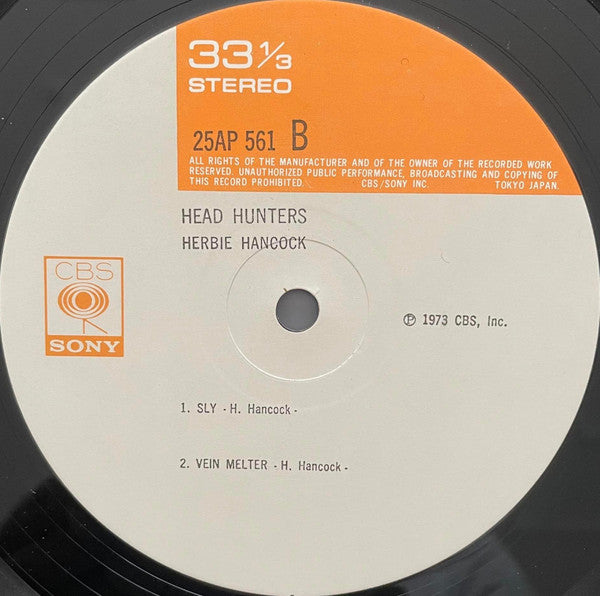 33 1/3
STEREO
25AP 561 B
ALL RIGHTS OF THE MANUFACTURER AND OF THE OWNER OF THE RECORDED WORK
RESERVED. UNAUTHORIZED PUBLIC PERFORMANCE, BROADCASTING AND COPYING OF
THIS RECORD PROHIBITED. CBS/SONY INC. TOKYO JAPAN.
HEAD HUNTERS
HERBIE HANCOCK
CBS
SONY
℗ 1973 CBS, Inc.
1. SLY - H. Hancock -
2. VEIN MELTER - H. Hancock -